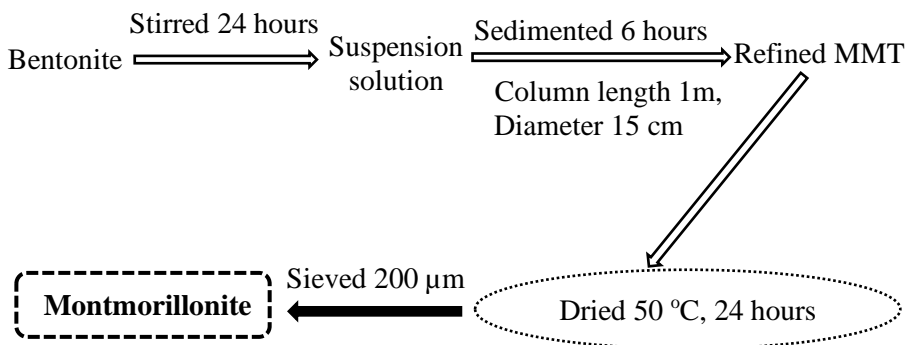 Stirred 24 hours
Bentonite
Suspension
solution
Sedimented 6 hours
Column length 1m,
Diameter 15 cm
Refined MMT
Dried 50 ºC, 24 hours
Sieved 200 µm
Montmorillonite